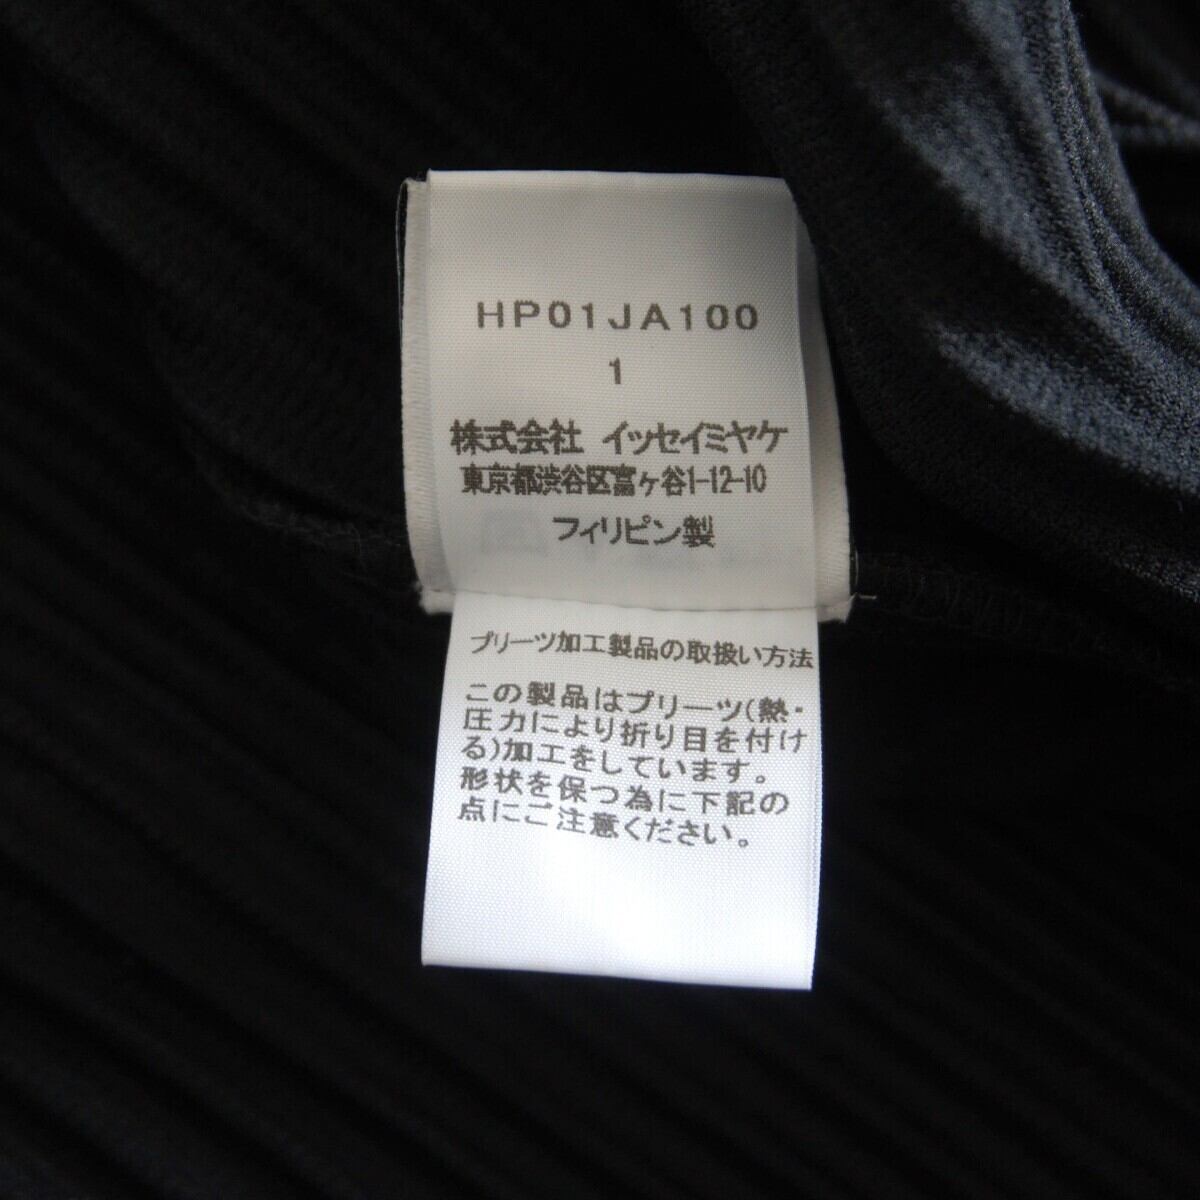 HP01JA100
1
株式会社 イッセイミヤケ
東京都渋谷区富ヶ谷1-12-10
フィリピン製
プリーツ加工製品の取扱い方法
この製品はプリーツ(熱・
圧力により折り目を付け
る)加工をしています。
形状を保つ為に下記の
点にご注意ください。